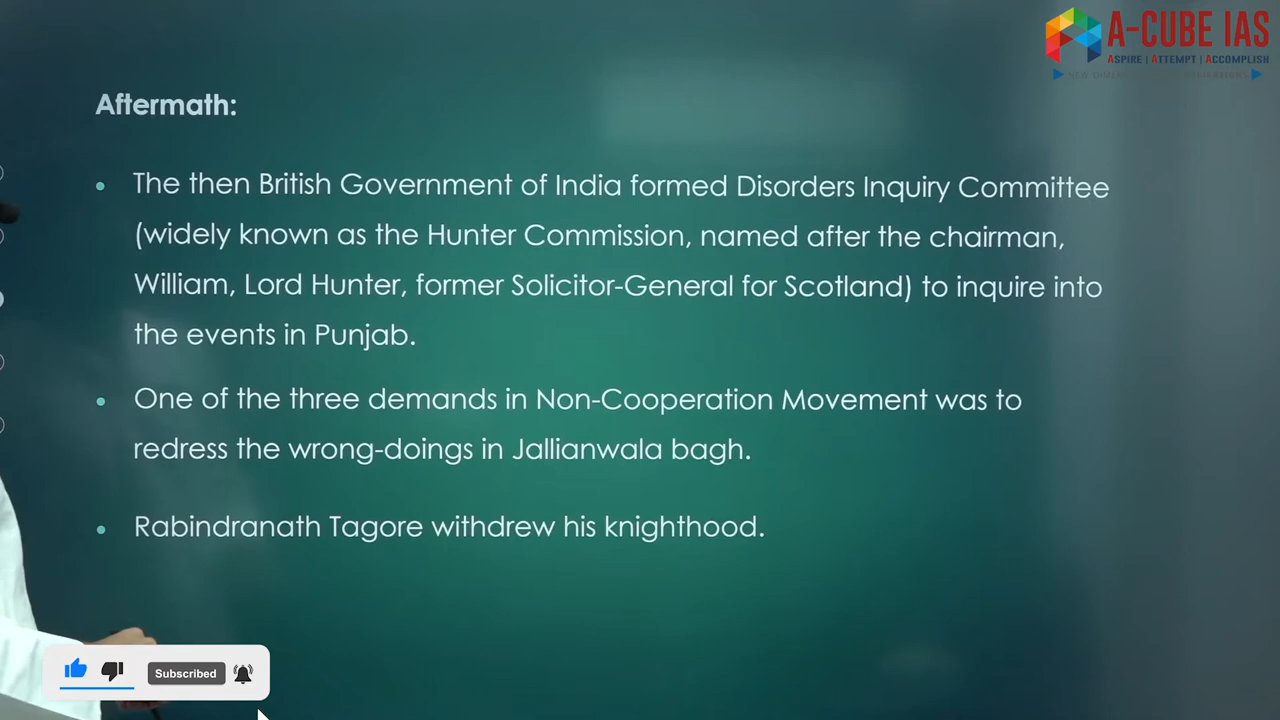 A-CUBE IAS
ASPIRE | ATTEMPT | ACCOMPLISH
Aftermath:
The then British Government of India formed Disorders Inquiry Committee
(widely known as the Hunter Commission, named after the chairman,
William, Lord Hunter, former Solicitor-General for Scotland) to inquire into
the events in Punjab.
One of the three demands in Non-Cooperation Movement was to
redress the wrong-doings in Jallianwala bagh.
Rabindranath Tagore withdrew his knighthood.
Subscribed